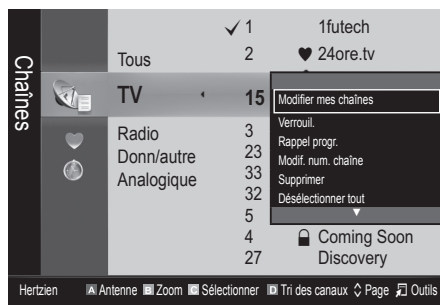 Chaînes
1 1futech
Tous 2 ♥ 24ore.tv
TV 15
Modifier mes chaînes
Verrouil.
Rappel progr.
Modif. num. chaîne
Supprimer
Désélectionner tout
Radio 3
Donn/autre 23
Analogique 33
32
5
4 Coming Soon
27 Discovery
Hertzien A Antenne B Zoom C Sélectionner D Tri des canaux Page Outils